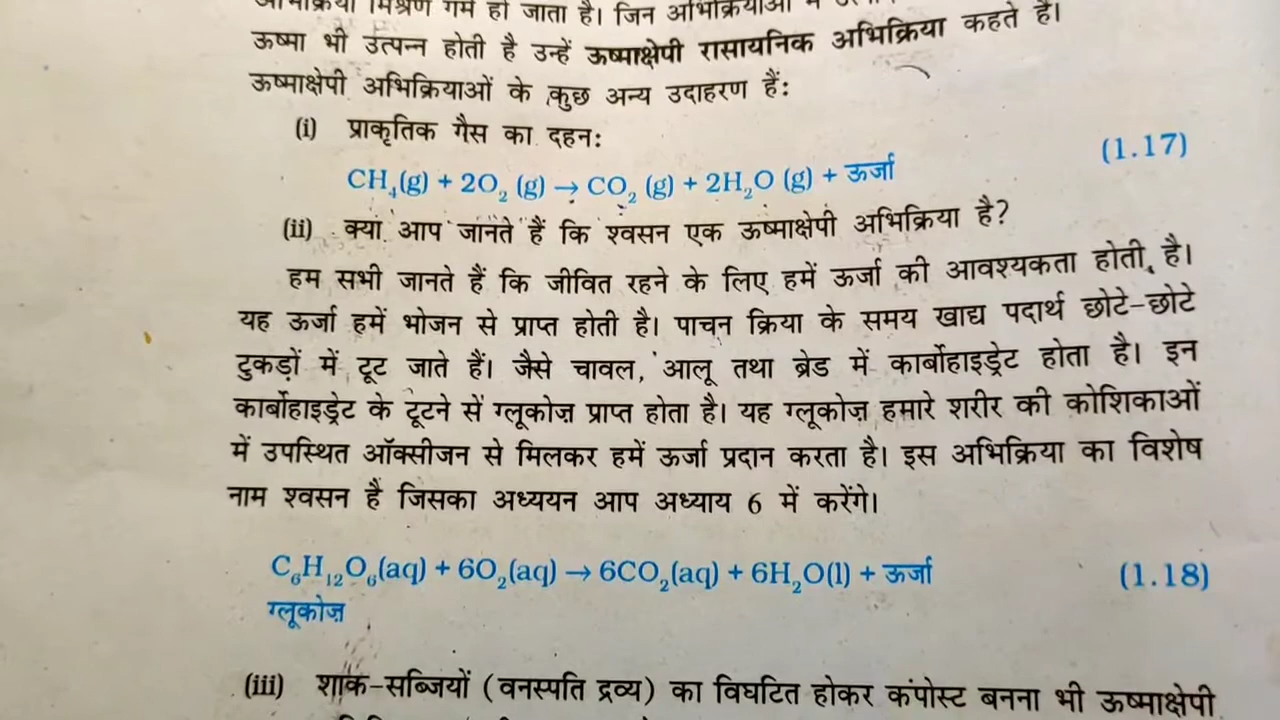 मिश्रण गर्म हो जाता है। जिन अभिक्रियाओं में
ऊष्मा भी उत्पन्न होती है उन्हें ऊष्माक्षेपी रासायनिक अभिक्रिया कहते हैं।
ऊष्माक्षेपी अभिक्रियाओं के कुछ अन्य उदाहरण हैं:
(i) प्राकृतिक गैस का दहन:
CH₄(g) + 2O₂ (g) → CO₂ (g) + 2H₂O (g) + ऊर्जा (1.17)
(ii) क्या आप जानते हैं कि श्वसन एक ऊष्माक्षेपी अभिक्रिया है?
हम सभी जानते हैं कि जीवित रहने के लिए हमें ऊर्जा की आवश्यकता होती है।
यह ऊर्जा हमें भोजन से प्राप्त होती है। पाचन क्रिया के समय खाद्य पदार्थ छोटे-छोटे
टुकड़ों में टूट जाते हैं। जैसे चावल, आलू तथा ब्रेड में कार्बोहाइड्रेट होता है। इन
कार्बोहाइड्रेट के टूटने से ग्लूकोज़ प्राप्त होता है। यह ग्लूकोज़ हमारे शरीर की कोशिकाओं
में उपस्थित ऑक्सीजन से मिलकर हमें ऊर्जा प्रदान करता है। इस अभिक्रिया का विशेष
नाम श्वसन है जिसका अध्ययन आप अध्याय 6 में करेंगे।
C₆H₁₂O₆(aq) + 6O₂(aq) → 6CO₂(aq) + 6H₂O(l) + ऊर्जा (1.18)
ग्लूकोज़
(iii) शाक-सब्जियों (वनस्पति द्रव्य) का विघटित होकर कंपोस्ट बनना भी ऊष्माक्षेपी